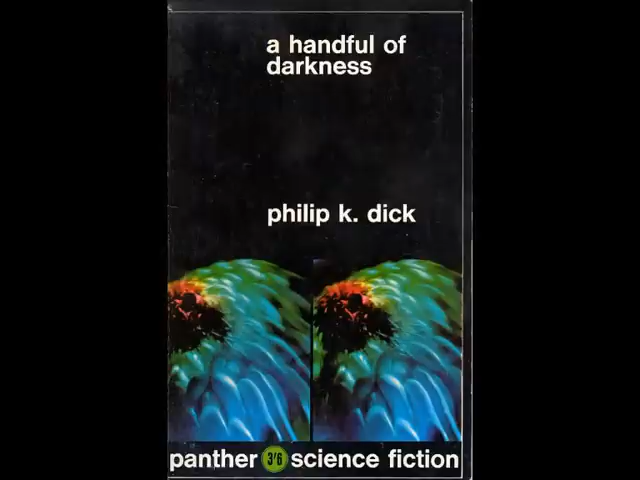 a handful of
darkness
philip k. dick
panther 3'6 science fiction